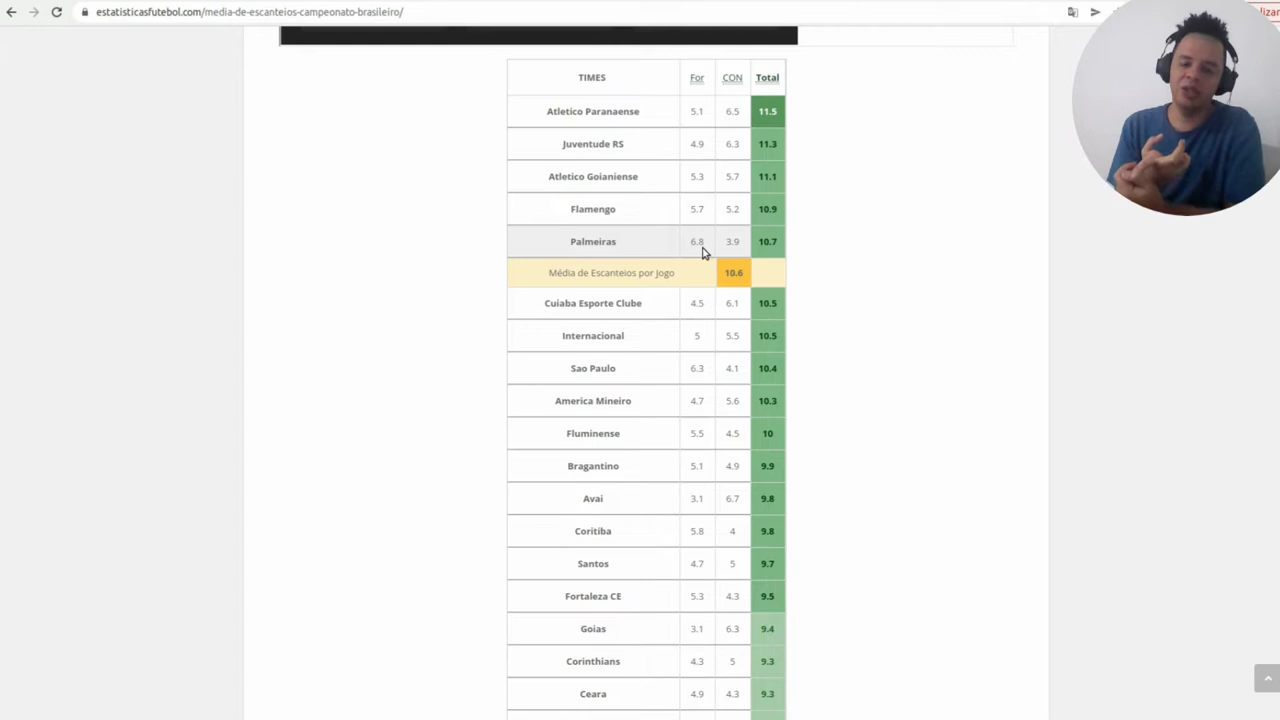 estatisticasfutebol.com/media-de-escanteios-campeonato-brasileiro/
lizar
TIMES For CON Total
Atletico Paranaense 5.1 6.5 11.5
Juventude RS 4.9 6.3 11.3
Atletico Goianiense 5.3 5.7 11.1
Flamengo 5.7 5.2 10.9
Palmeiras 6.8 3.9 10.7
Média de Escanteios por Jogo 10.6
Cuiaba Esporte Clube 4.5 6.1 10.5
Internacional 5 5.5 10.5
Sao Paulo 6.3 4.1 10.4
America Mineiro 4.7 5.6 10.3
Fluminense 5.5 4.5 10
Bragantino 5.1 4.9 9.9
Avai 3.1 6.7 9.8
Coritiba 5.8 4 9.8
Santos 4.7 5 9.7
Fortaleza CE 5.3 4.3 9.5
Goias 3.1 6.3 9.4
Corinthians 4.3 5 9.3
Ceara 4.9 4.3 9.3